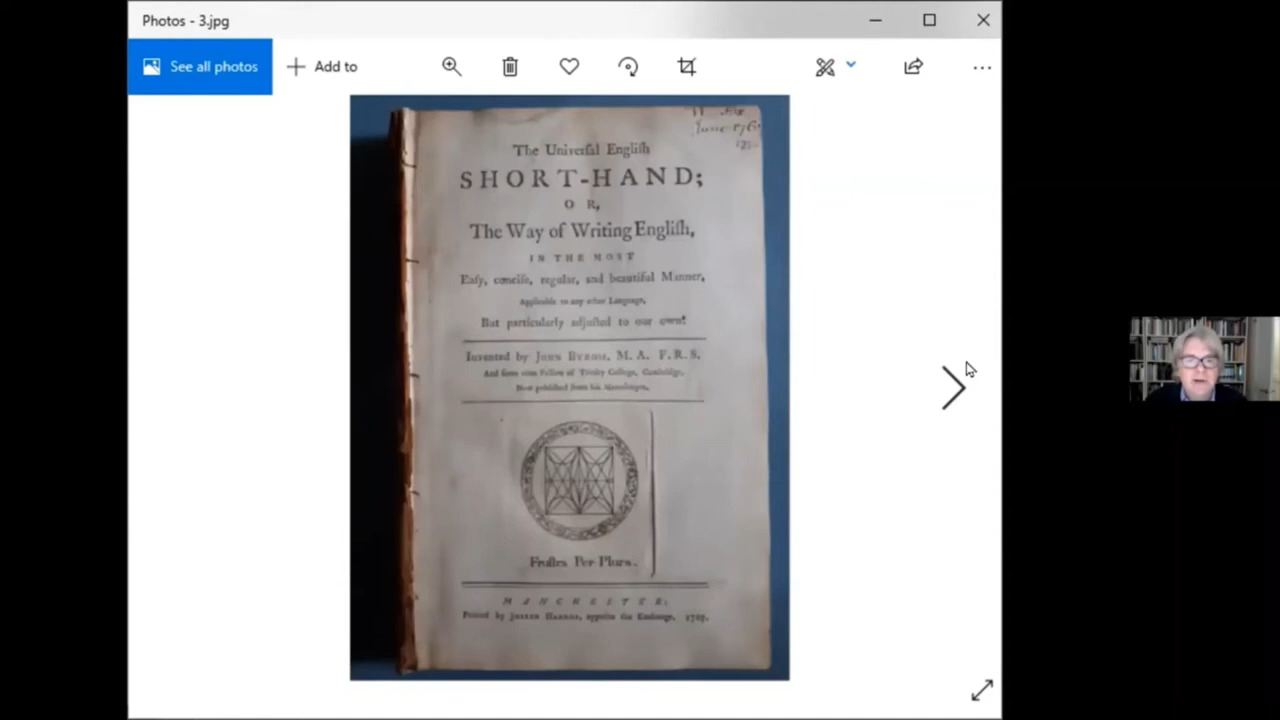 Photos - 3.jpg
See all photos
Add to
The Univerſal Engliſh
SHORT-HAND;
OR,
The Way of Writing Engliſh,
IN THE MOST
Eaſy, conciſe, regular, and beautiful Manner,
Applicable to any other Language,
But particularly adjuſted to our own.
Invented by JOHN BYROM, M. A. F. R. S.
And ſome time Fellow of Trinity College, Cambridge.
Now publiſhed from his Manuſcripts.
Fruſtra Per Plura.
MANCHESTER:
Printed by JOSEPH HARROP, oppoſite the Exchange,